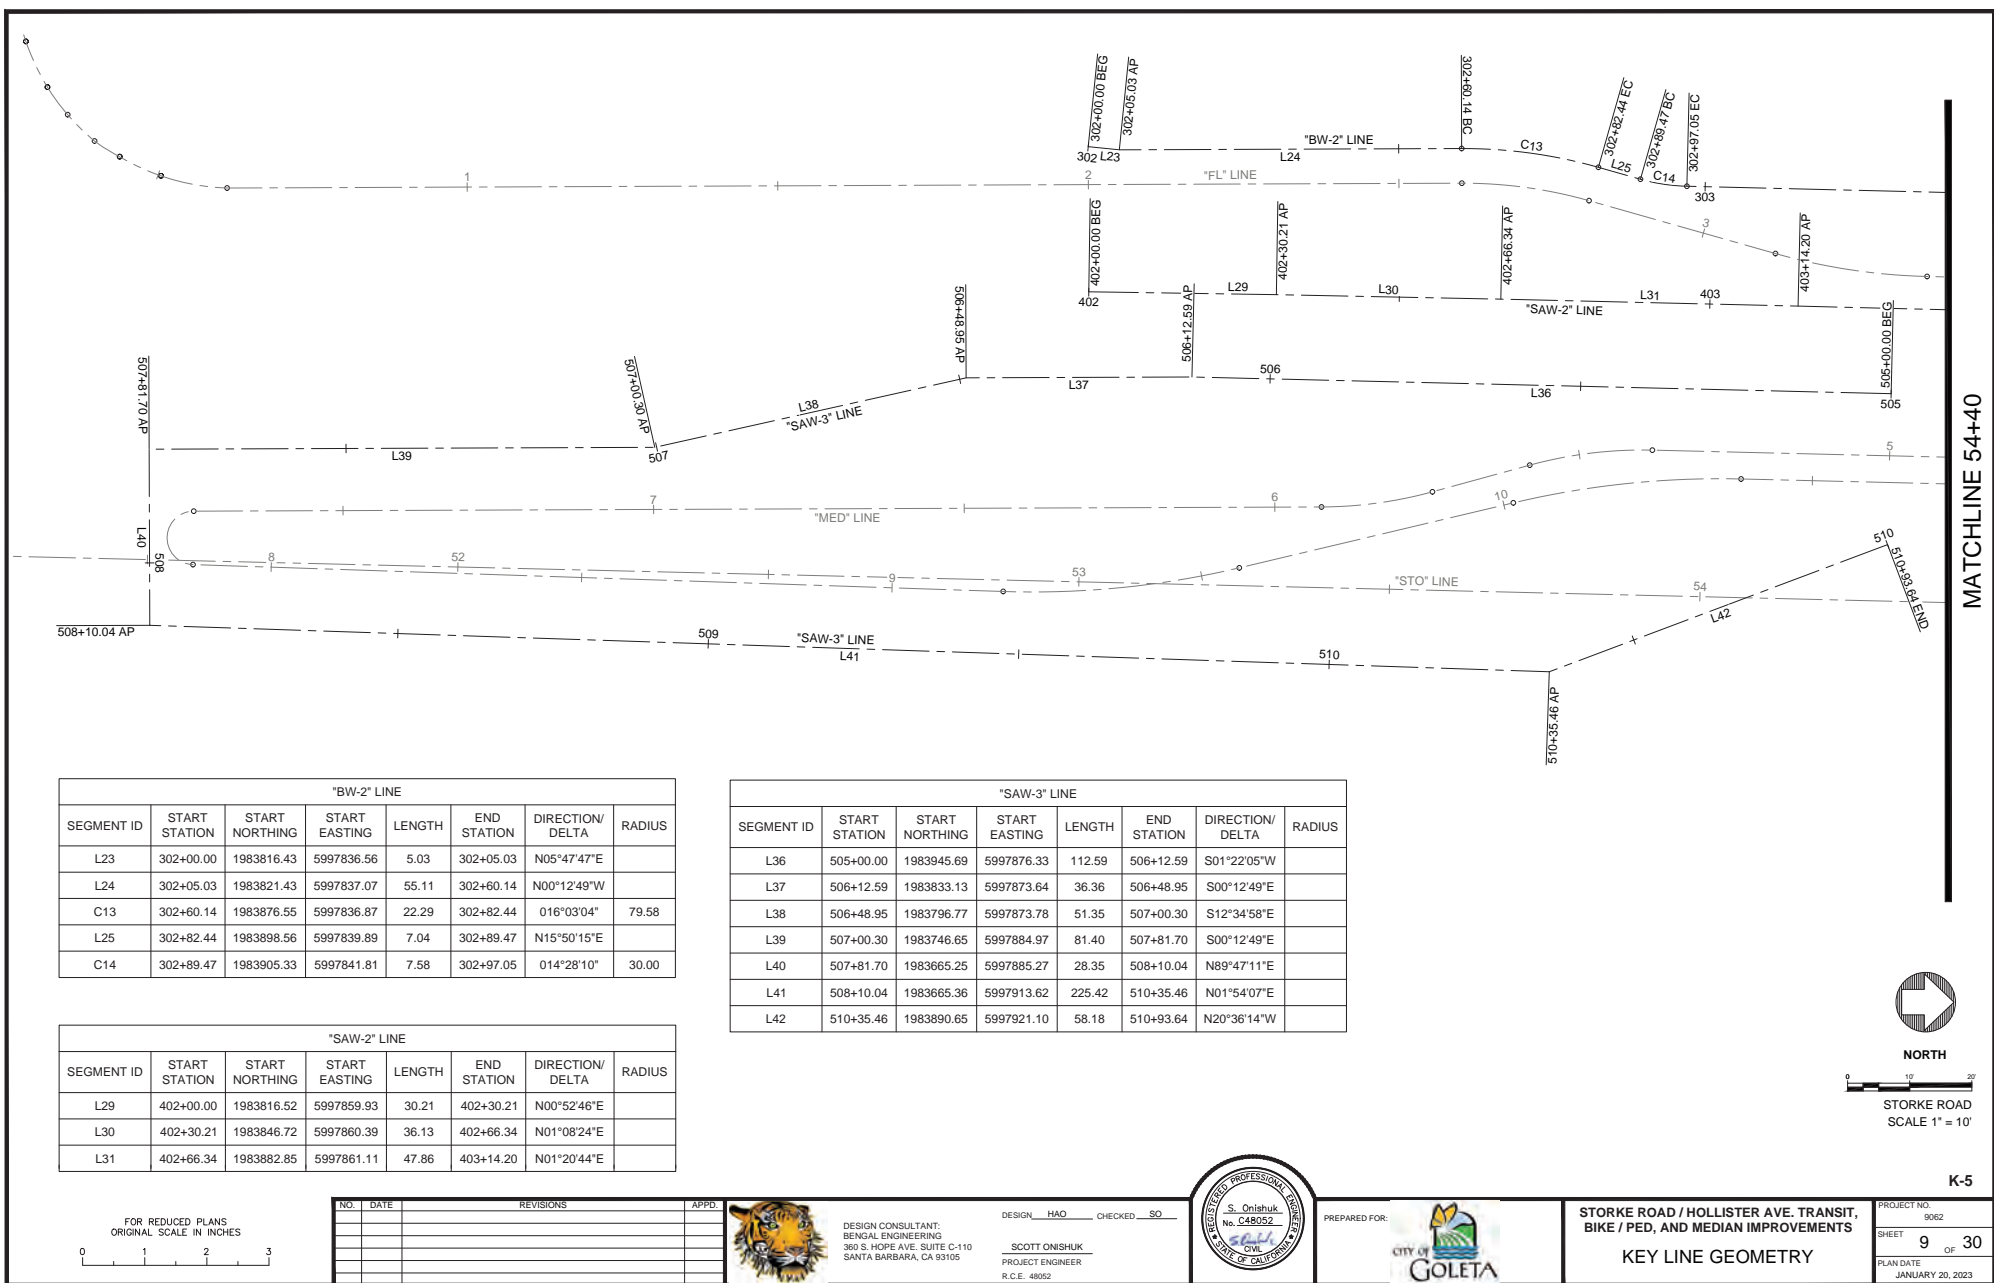 302+00.00 BEG
302+05.03 AP
302+60.14 BC
302+82.44 EC
302+89.47 BC
302+97.05 EC
302
L23
"BW-2" LINE
L24
C13
L25
C14
303
1
2
"FL" LINE
3
402+00.00 BEG
402+30.21 AP
402+66.34 AP
403+14.20 AP
402
L29
L30
L31
403
"SAW-2" LINE
507+81.70 AP
507+00.30 AP
506+48.95 AP
506+12.59 AP
505+00.00 BEG
L37
506
L36
505
L38
"SAW-3" LINE
L39
507
5
MATCHLINE 54+40
7
"MED" LINE
6
10
L40
508
8
52
9
53
"STO" LINE
54
510
510+93.64 END
L42
508+10.04 AP
509
"SAW-3" LINE
L41
510
510+35.46 AP
"BW-2" LINE
SEGMENT ID START STATION START NORTHING START EASTING LENGTH END STATION DIRECTION/ DELTA RADIUS
L23 302+00.00 1983816.43 5997836.56 5.03 302+05.03 N05°47'47"E
L24 302+05.03 1983821.43 5997837.07 55.11 302+60.14 N00°12'49"W
C13 302+60.14 1983876.55 5997836.87 22.29 302+82.44 016°03'04" 79.58
L25 302+82.44 1983898.56 5997839.89 7.04 302+89.47 N15°50'15"E
C14 302+89.47 1983905.33 5997841.81 7.58 302+97.05 014°28'10" 30.00
"SAW-2" LINE
SEGMENT ID START STATION START NORTHING START EASTING LENGTH END STATION DIRECTION/ DELTA RADIUS
L29 402+00.00 1983816.52 5997859.93 30.21 402+30.21 N00°52'46"E
L30 402+30.21 1983846.72 5997860.39 36.13 402+66.34 N01°08'24"E
L31 402+66.34 1983882.85 5997861.11 47.86 403+14.20 N01°20'44"E
"SAW-3" LINE
SEGMENT ID START STATION START NORTHING START EASTING LENGTH END STATION DIRECTION/ DELTA RADIUS
L36 505+00.00 1983945.69 5997876.33 112.59 506+12.59 S01°22'05"W
L37 506+12.59 1983833.13 5997873.64 36.36 506+48.95 S00°12'49"E
L38 506+48.95 1983796.77 5997873.78 51.35 507+00.30 S12°34'58"E
L39 507+00.30 1983746.65 5997884.97 81.40 507+81.70 S00°12'49"E
L40 507+81.70 1983665.25 5997885.27 28.35 508+10.04 N89°47'11"E
L41 508+10.04 1983665.36 5997913.62 225.42 510+35.46 N01°54'07"E
L42 510+35.46 1983890.65 5997921.10 58.18 510+93.64 N20°36'14"W
NORTH
0 10' 20'
STORKE ROAD
SCALE 1" = 10'
K-5
FOR REDUCED PLANS
ORIGINAL SCALE IN INCHES
0 1 2 3
NO. DATE REVISIONS APPD.
DESIGN CONSULTANT:
BENGAL ENGINEERING
360 S. HOPE AVE. SUITE C-110
SANTA BARBARA, CA 93105
DESIGN HAO CHECKED SO
SCOTT ONISHUK
PROJECT ENGINEER
R.C.E. 48052
REGISTERED PROFESSIONAL ENGINEER
S. Onishuk
No. C48052
CIVIL
STATE OF CALIFORNIA
PREPARED FOR:
CITY OF
GOLETA
STORKE ROAD / HOLLISTER AVE. TRANSIT,
BIKE / PED, AND MEDIAN IMPROVEMENTS
KEY LINE GEOMETRY
PROJECT NO.
9062
SHEET 9 OF 30
PLAN DATE
JANUARY 20, 2023